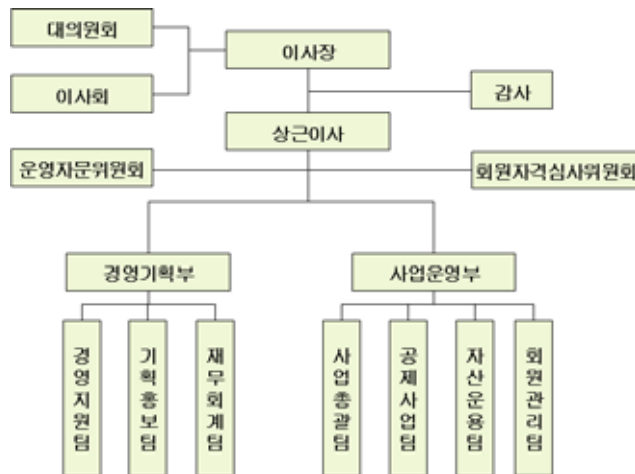 대의원회
이사장
이사회
감사
상근이사
운영자문위원회
회원자격심사위원회
경영기획부
사업운영부
경영지원팀
기획홍보팀
재무회계팀
사업총괄팀
공제사업팀
자산운용팀
회원관리팀